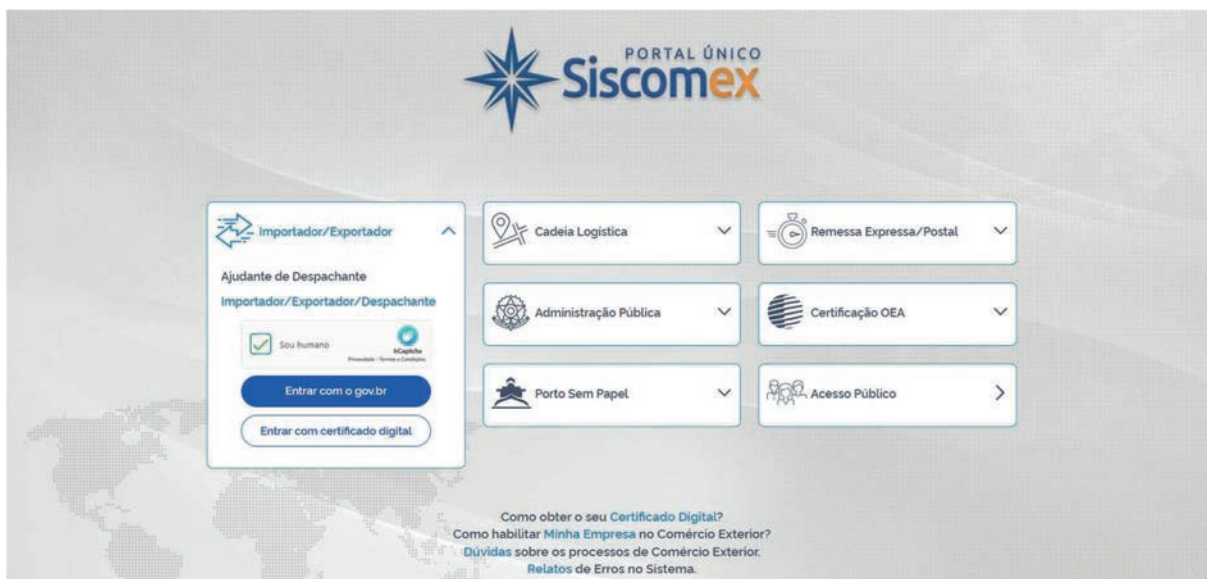 PORTAL ÚNICO
Siscomex
Importador/Exportador
Ajudante de Despachante
Importador/Exportador/Despachante
Sou humano
hCaptcha
Privacidade - Termos e Condições
Entrar com o gov.br
Entrar com certificado digital
Cadeia Logística
Remessa Expressa/Postal
Administração Pública
Certificação OEA
Porto Sem Papel
Acesso Público
Como obter o seu Certificado Digital?
Como habilitar Minha Empresa no Comércio Exterior?
Dúvidas sobre os processos de Comércio Exterior.
Relatos de Erros no Sistema.